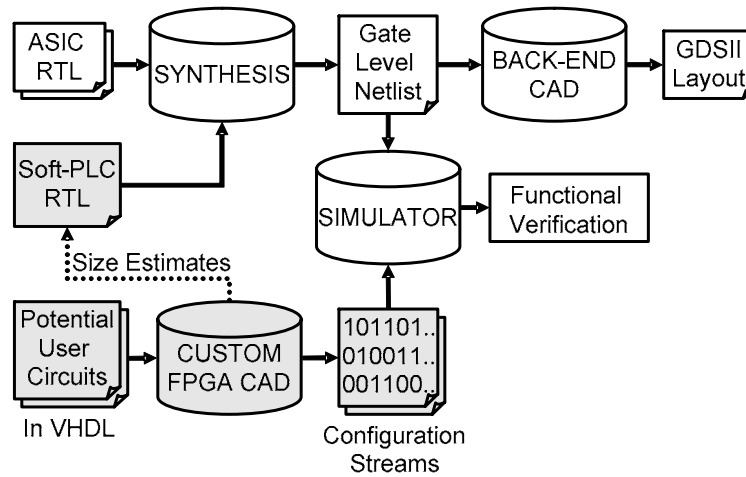 ASIC
RTL
SYNTHESIS
Gate
Level
Netlist
BACK-END
CAD
GDSII
Layout
Soft-PLC
RTL
SIMULATOR
Functional
Verification
Size Estimates
Potential
User
Circuits
In VHDL
CUSTOM
FPGA CAD
101101..
010011..
001100..
Configuration
Streams